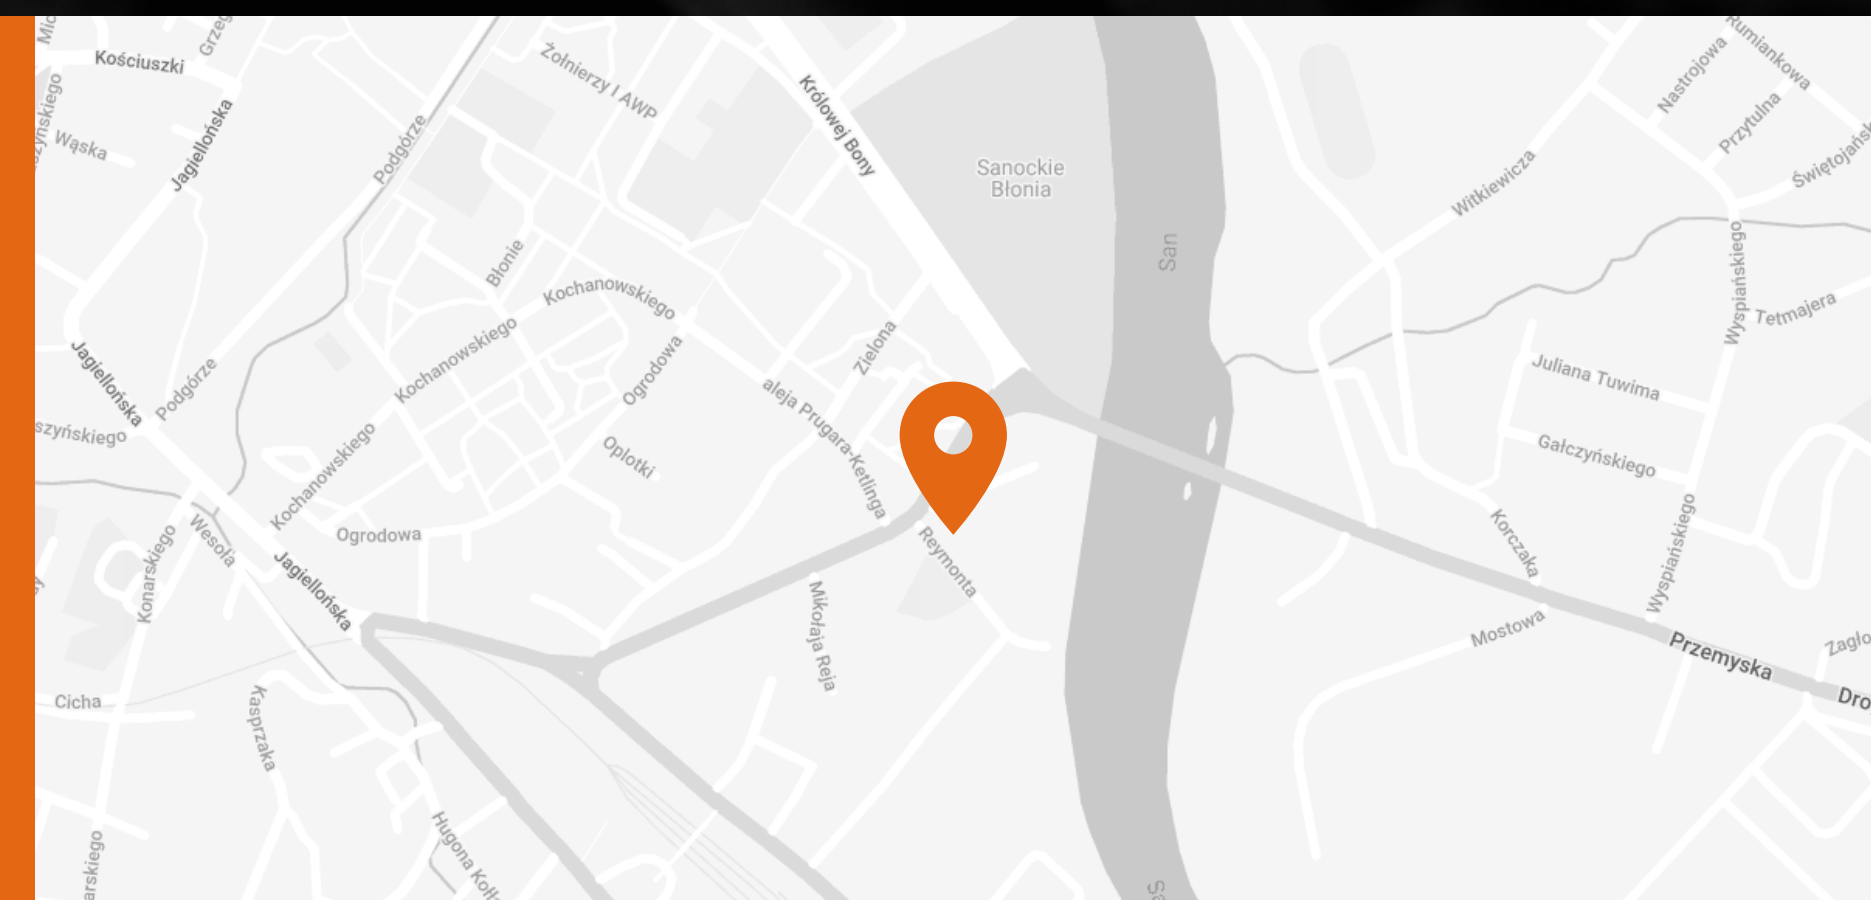 Kościuszki
Żołnierzy I AWP
Rumiankowa
Nastrojowa
Przytulna
Królowej Bony
Wąska
Jagiellońska
Podgórze
Sanockie
Błonia
Witkiewicza
San
Błonie
Kochanowskiego
Wyspiańskiego
Tetmajera
Kochanowskiego
Zielona
Ogrodowa
Jagiellońska
Podgórze
Juliana Tuwima
aleja Prugara-Ketlinga
Kochanowskiego
Oplotki
Gałczyńskiego
Ogrodowa
Wesoła
Konarskiego
Jagiellońska
Reymonta
Korczaka
Wyspiańskiego
Mikołaja Reja
Mostowa
Przemyska
Cicha
Kasprzaka
Hugona